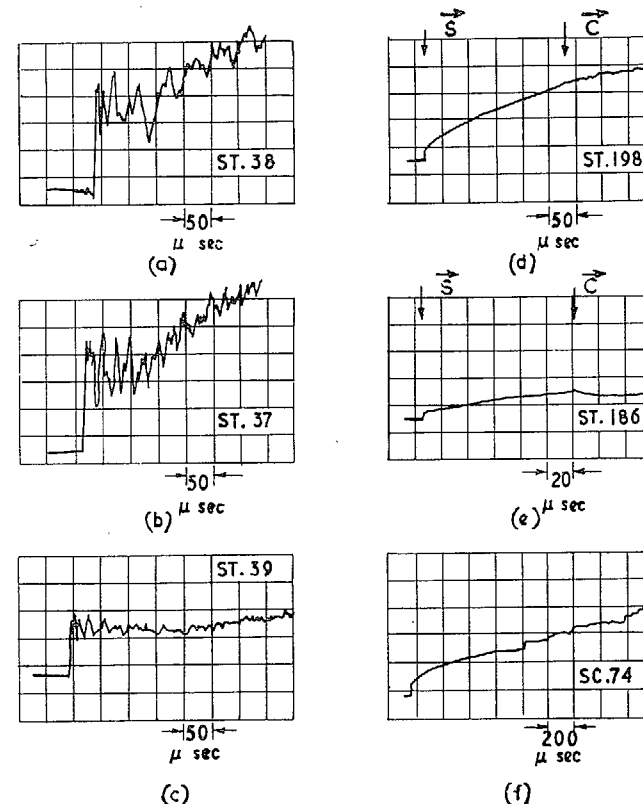 ST. 38
50
μ sec
(a)
ST. 37
50
μ sec
(b)
ST. 39
50
μ sec
(c)
S C
ST. 198
50
μ sec
(d)
S C
ST. 186
20
μ sec
(e)
SC. 74
200
μ sec
(f)